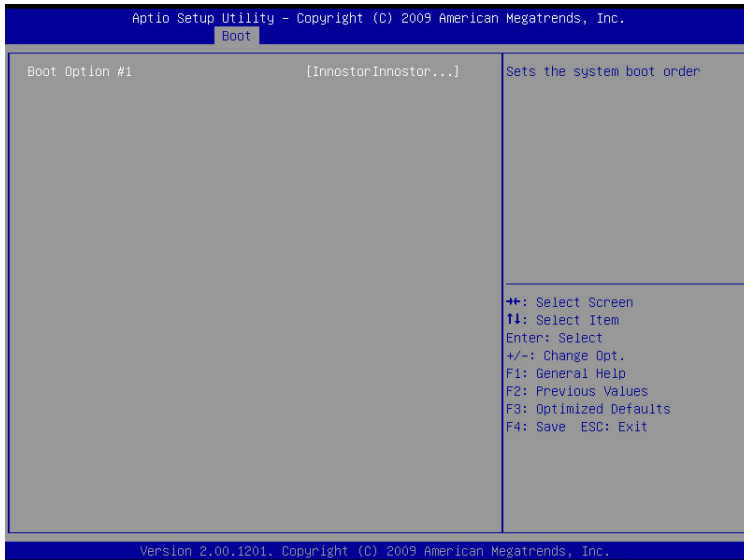 Aptio Setup Utility – Copyright (C) 2009 American Megatrends, Inc.
Boot
Boot Option #1 [InnostorInnostor...]
Sets the system boot order
→←: Select Screen
↑↓: Select Item
Enter: Select
+/-: Change Opt.
F1: General Help
F2: Previous Values
F3: Optimized Defaults
F4: Save ESC: Exit
Version 2.00.1201. Copyright (C) 2009 American Megatrends, Inc.